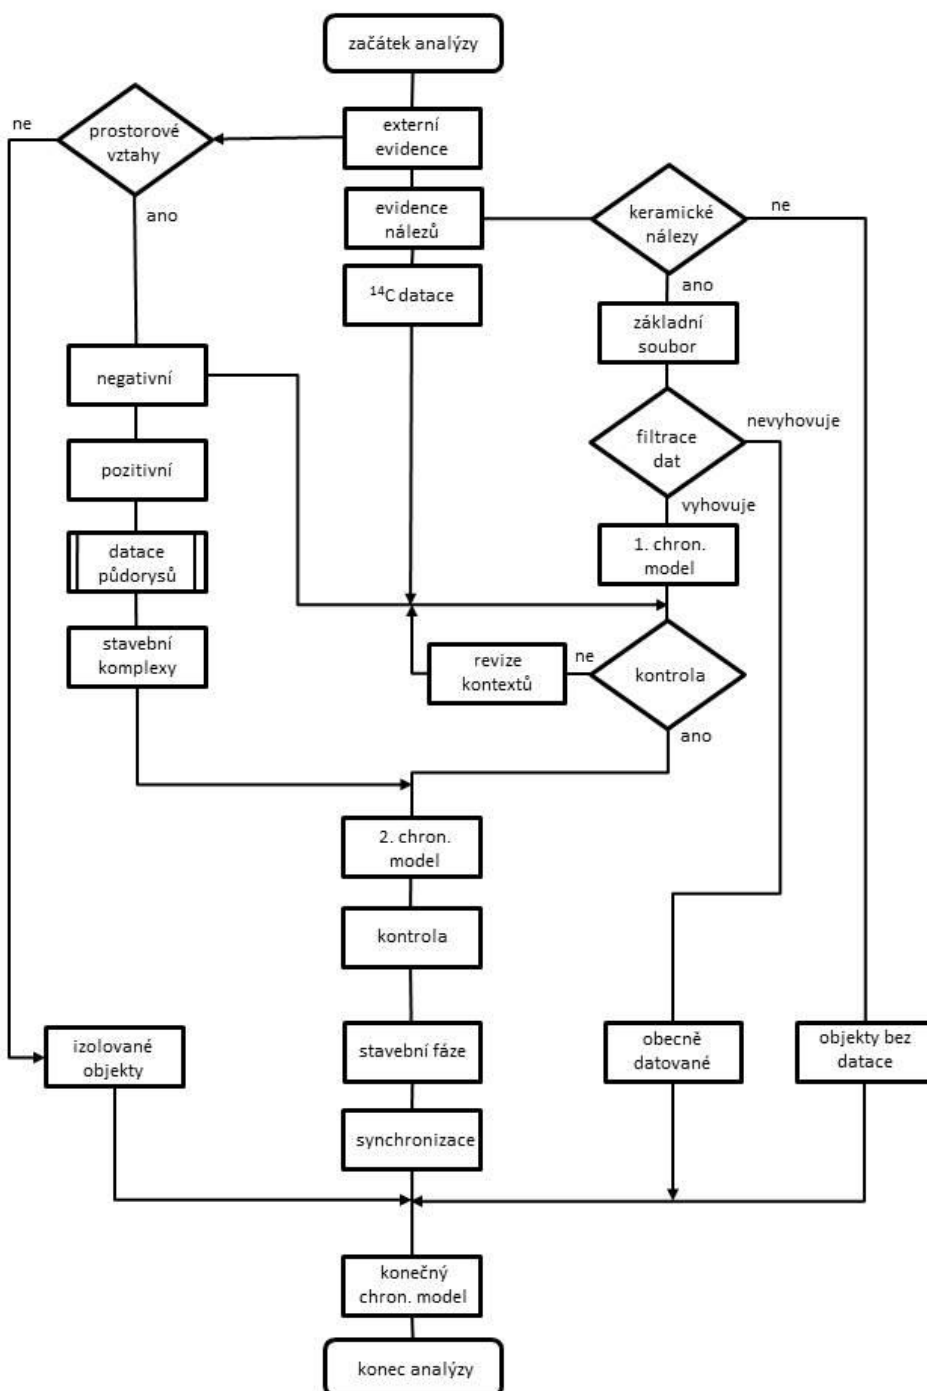 začátek analýzy
ne
prostorové
vztahy
externí
evidence
ano
evidence
nálezů
keramické
nálezy
ne
¹⁴C datace
ano
základní
soubor
negativní
filtrace
dat
nevyhovuje
pozitivní
vyhovuje
datace
půdorysů
1. chron.
model
stavební
komplexy
revize
kontextů
ne
kontrola
ano
2. chron.
model
kontrola
izolované
objekty
stavební fáze
obecně
datované
objekty bez
datace
synchronizace
konečný
chron. model
konec analýzy